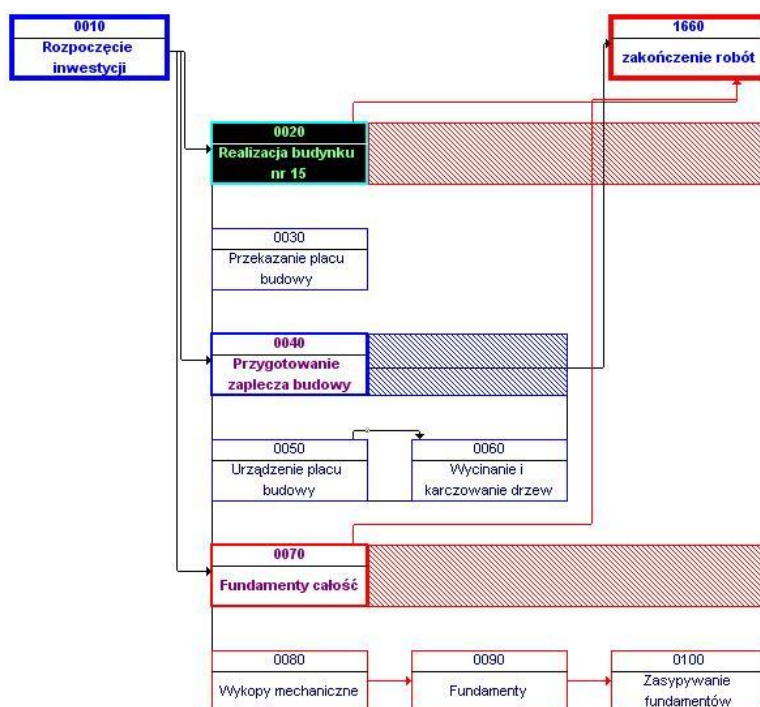 0010
Rozpoczęcie
inwestycji
1660
zakończenie robót
0020
Realizacja budynku
nr 15
0030
Przekazanie placu
budowy
0040
Przygotowanie
zaplecza budowy
0050
Urządzenie placu
budowy
0060
Wycinanie i
karczowanie drzew
0070
Fundamenty całość
0080
Wykopy mechaniczne
0090
Fundamenty
0100
Zasypywanie
fundamentów